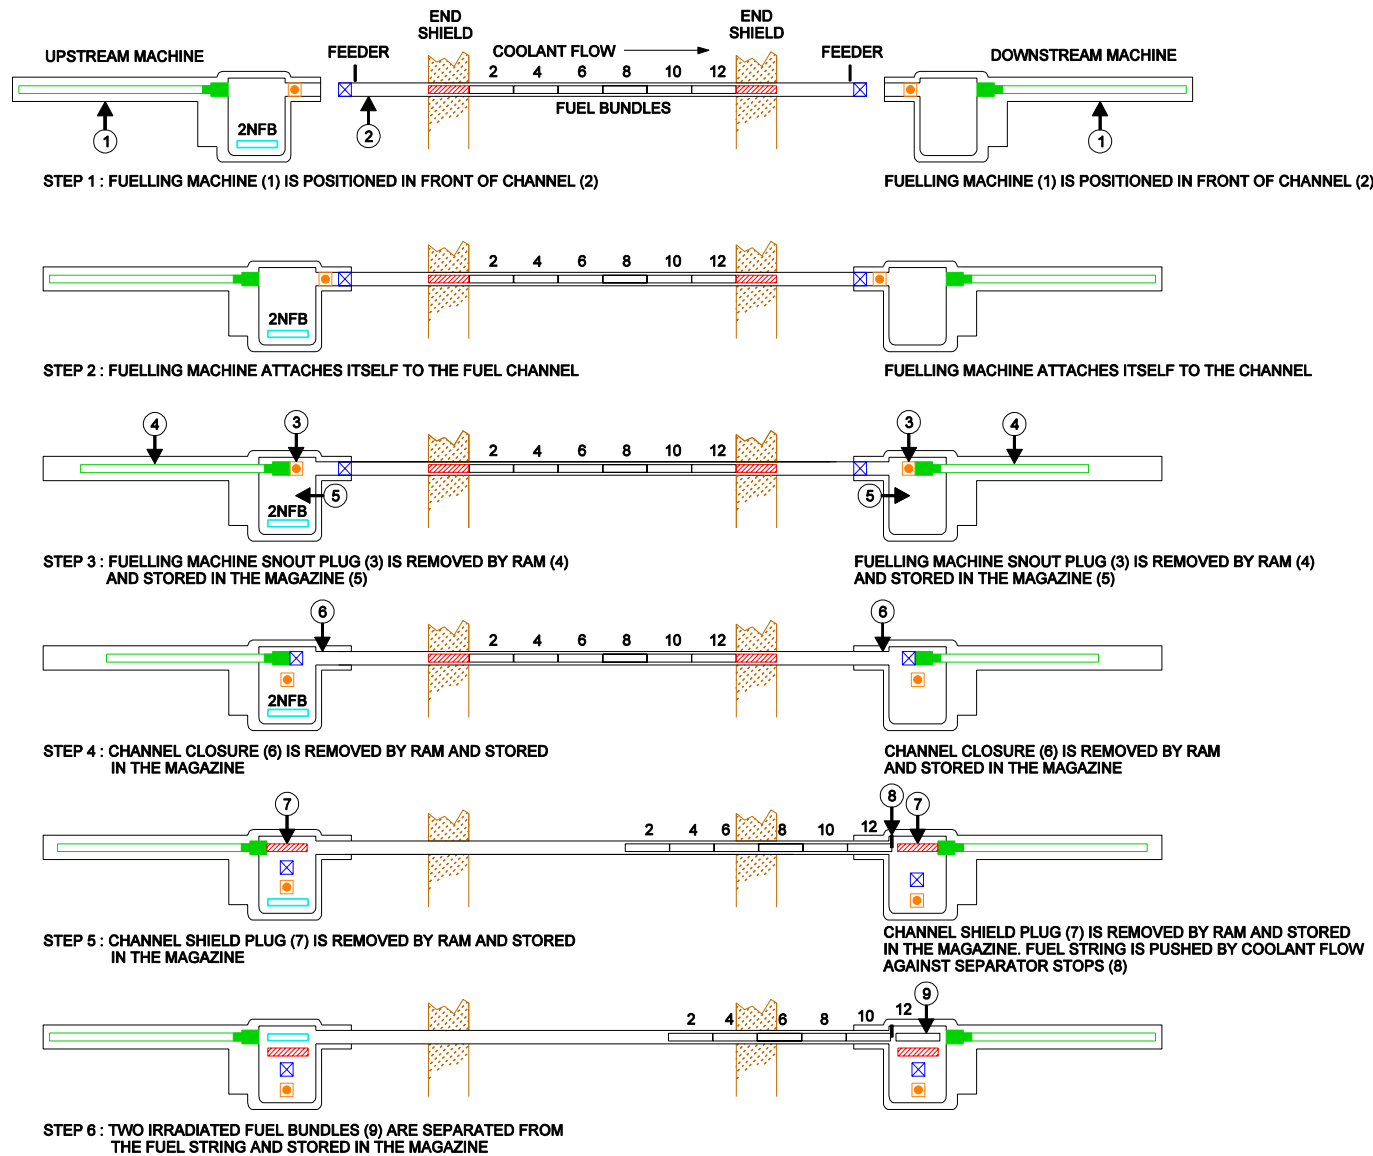 END
SHIELD
END
SHIELD
UPSTREAM MACHINE
FEEDER
COOLANT FLOW
FEEDER
DOWNSTREAM MACHINE
2 4 6 8 10 12
FUEL BUNDLES
2NFB
1
2
1
STEP 1 : FUELLING MACHINE (1) IS POSITIONED IN FRONT OF CHANNEL (2)
FUELLING MACHINE (1) IS POSITIONED IN FRONT OF CHANNEL (2)
2 4 6 8 10 12
2NFB
STEP 2 : FUELLING MACHINE ATTACHES ITSELF TO THE FUEL CHANNEL
FUELLING MACHINE ATTACHES ITSELF TO THE CHANNEL
4
3
3
4
2 4 6 8 10 12
5
5
2NFB
STEP 3 : FUELLING MACHINE SNOUT PLUG (3) IS REMOVED BY RAM (4)
AND STORED IN THE MAGAZINE (5)
FUELLING MACHINE SNOUT PLUG (3) IS REMOVED BY RAM (4)
AND STORED IN THE MAGAZINE (5)
6
6
2 4 6 8 10 12
2NFB
STEP 4 : CHANNEL CLOSURE (6) IS REMOVED BY RAM AND STORED
IN THE MAGAZINE
CHANNEL CLOSURE (6) IS REMOVED BY RAM
AND STORED IN THE MAGAZINE
7
8
7
2 4 6 8 10 12
STEP 5 : CHANNEL SHIELD PLUG (7) IS REMOVED BY RAM AND STORED
IN THE MAGAZINE
CHANNEL SHIELD PLUG (7) IS REMOVED BY RAM AND STORED
IN THE MAGAZINE. FUEL STRING IS PUSHED BY COOLANT FLOW
AGAINST SEPARATOR STOPS (8)
9
2 4 6 8 10 12
STEP 6 : TWO IRRADIATED FUEL BUNDLES (9) ARE SEPARATED FROM
THE FUEL STRING AND STORED IN THE MAGAZINE